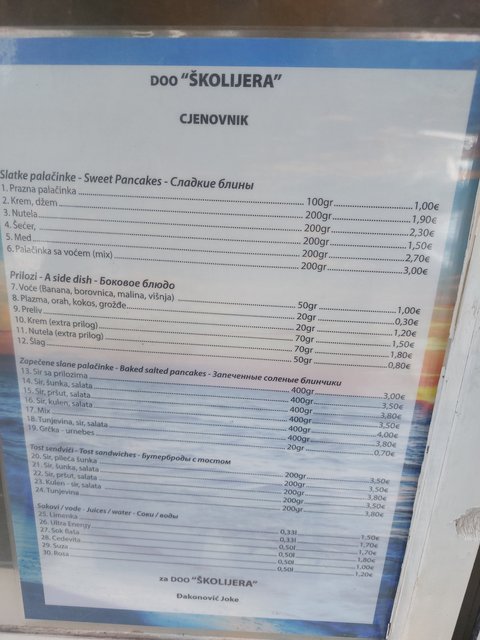 DOO "ŠKOLIJERA"
CJENOVNIK
Slatke palačinke - Sweet Pancakes - Сладкие блины
1. Prazna palačinka 100gr 1,00€
2. Krem, džem 200gr 1,90€
3. Nutela 200gr 2,30€
4. Šećer, 200gr 1,50€
5. Med 200gr 2,70€
6. Palačinka sa voćem (mix) 200gr 3,00€
Prilozi - A side dish - Боковое блюдо
7. Voće (Banana, borovnica, malina, višnja) 50gr 1,00€
8. Plazma, orah, kokos, grožđe 20gr 0,30€
9. Preliv 20gr 1,20€
10. Krem (extra prilog) 70gr 1,50€
11. Nutela (extra prilog) 70gr 1,80€
12. Šlag 50gr 0,80€
Zapečene slane palačinke - Baked salted pancakes - Запеченные соленые блинчики
13. Sir sa prilozima 400gr 3,00€
14. Sir, šunka, salata 400gr 3,50€
15. Sir, pršut, salata 400gr 3,80€
16. Sir, kulen, salata 400gr 3,50€
17. Mix 400gr 4,00€
18. Tunjevina, sir, salata 400gr 3,80€
19. Grčka - urnebes 20gr 0,70€
Tost sendviči - Tost sandwiches - Бутерброды с тостом
20. Sir, pileća šunka 200gr 3,50€
21. Sir, šunka, salata 200gr 3,50€
22. Sir, pršut, salata 200gr 3,80€
23. Kulen - sir, salata 200gr 3,50€
24. Tunjevina 200gr 3,80€
Sokovi / vode - Juices / water - Соки / воды
25. Limenka 0,33l 1,50€
26. Ultra Energy 0,33l 1,70€
27. Sok flaša 0,50l 1,70€
28. Cedevita 0,50l 1,80€
29. Suza 0,50l 1,00€
30. Rosa 0,50l 1,20€
za DOO "ŠKOLIJERA"
Đakonović Joke